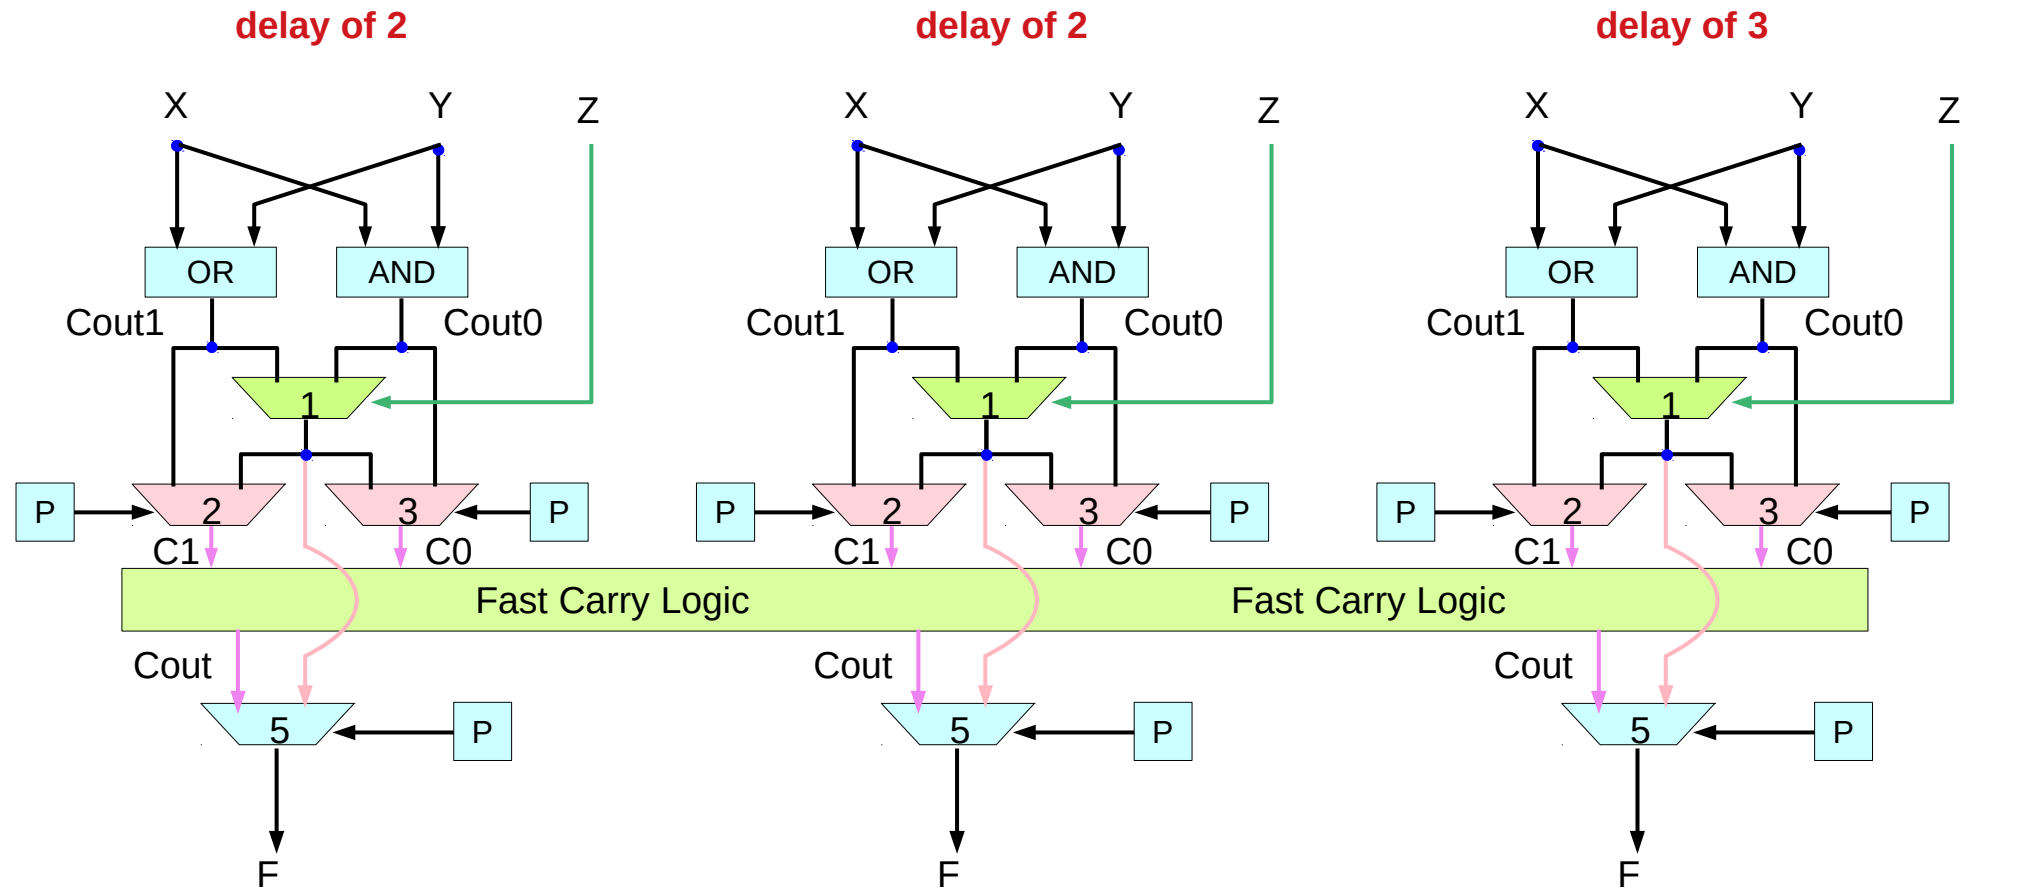 delay of 2 delay of 2 delay of 3
X Y Z X Y Z X Y Z
OR AND OR AND OR AND
Cout1 Cout0 Cout1 Cout0 Cout1 Cout0
1 1 1
P 2 3 P P 2 3 P P 2 3 P
C1 C0 C1 C0 C1 C0
Fast Carry Logic Fast Carry Logic
Cout Cout Cout
5 P 5 P 5 P
F F F